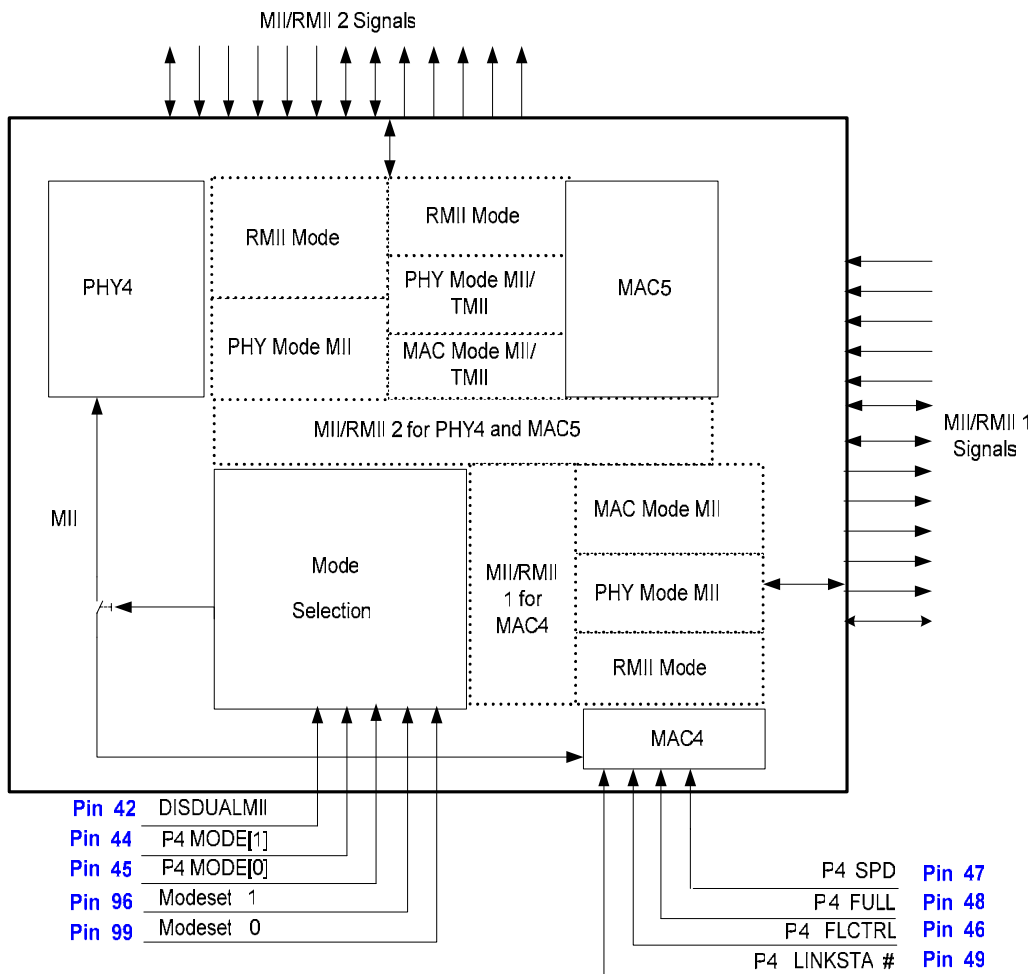 MII/RMII 2 Signals
RMII Mode
RMII Mode
PHY4
PHY Mode MII/
TMII
MAC5
PHY Mode MII
MAC Mode MII/
TMII
MII/RMII 1
Signals
MII/RMII 2 for PHY4 and MAC5
MII
Mode
Selection
MII/RMII
1 for
MAC4
MAC Mode MII
PHY Mode MII
RMII Mode
MAC4
Pin 42 DISDUALMII
Pin 44 P4 MODE[1]
Pin 45 P4 MODE[0]
Pin 96 Modeset 1
Pin 99 Modeset 0
P4 SPD Pin 47
P4 FULL Pin 48
P4 FLCTRL Pin 46
P4 LINKSTA # Pin 49